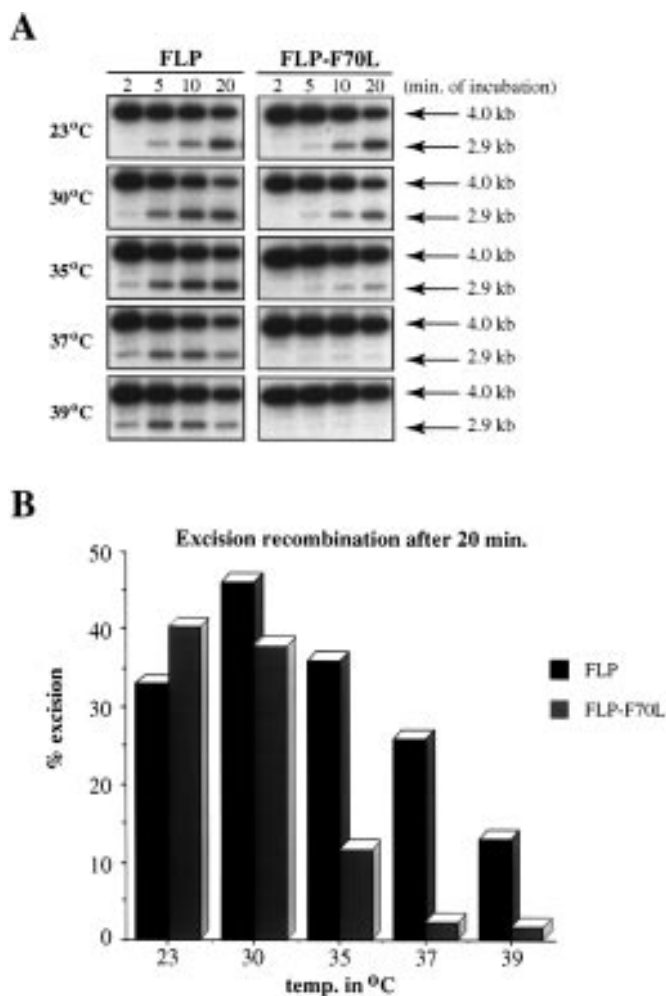 A
FLP FLP-F70L
2 5 10 20 2 5 10 20 (min. of incubation)
23°C 4.0 kb
2.9 kb
30°C 4.0 kb
2.9 kb
35°C 4.0 kb
2.9 kb
37°C 4.0 kb
2.9 kb
39°C 4.0 kb
2.9 kb
B
Excision recombination after 20 min.
50
40
30
20
10
0
% excision
FLP
FLP-F70L
23 30 35 37 39
temp. in °C